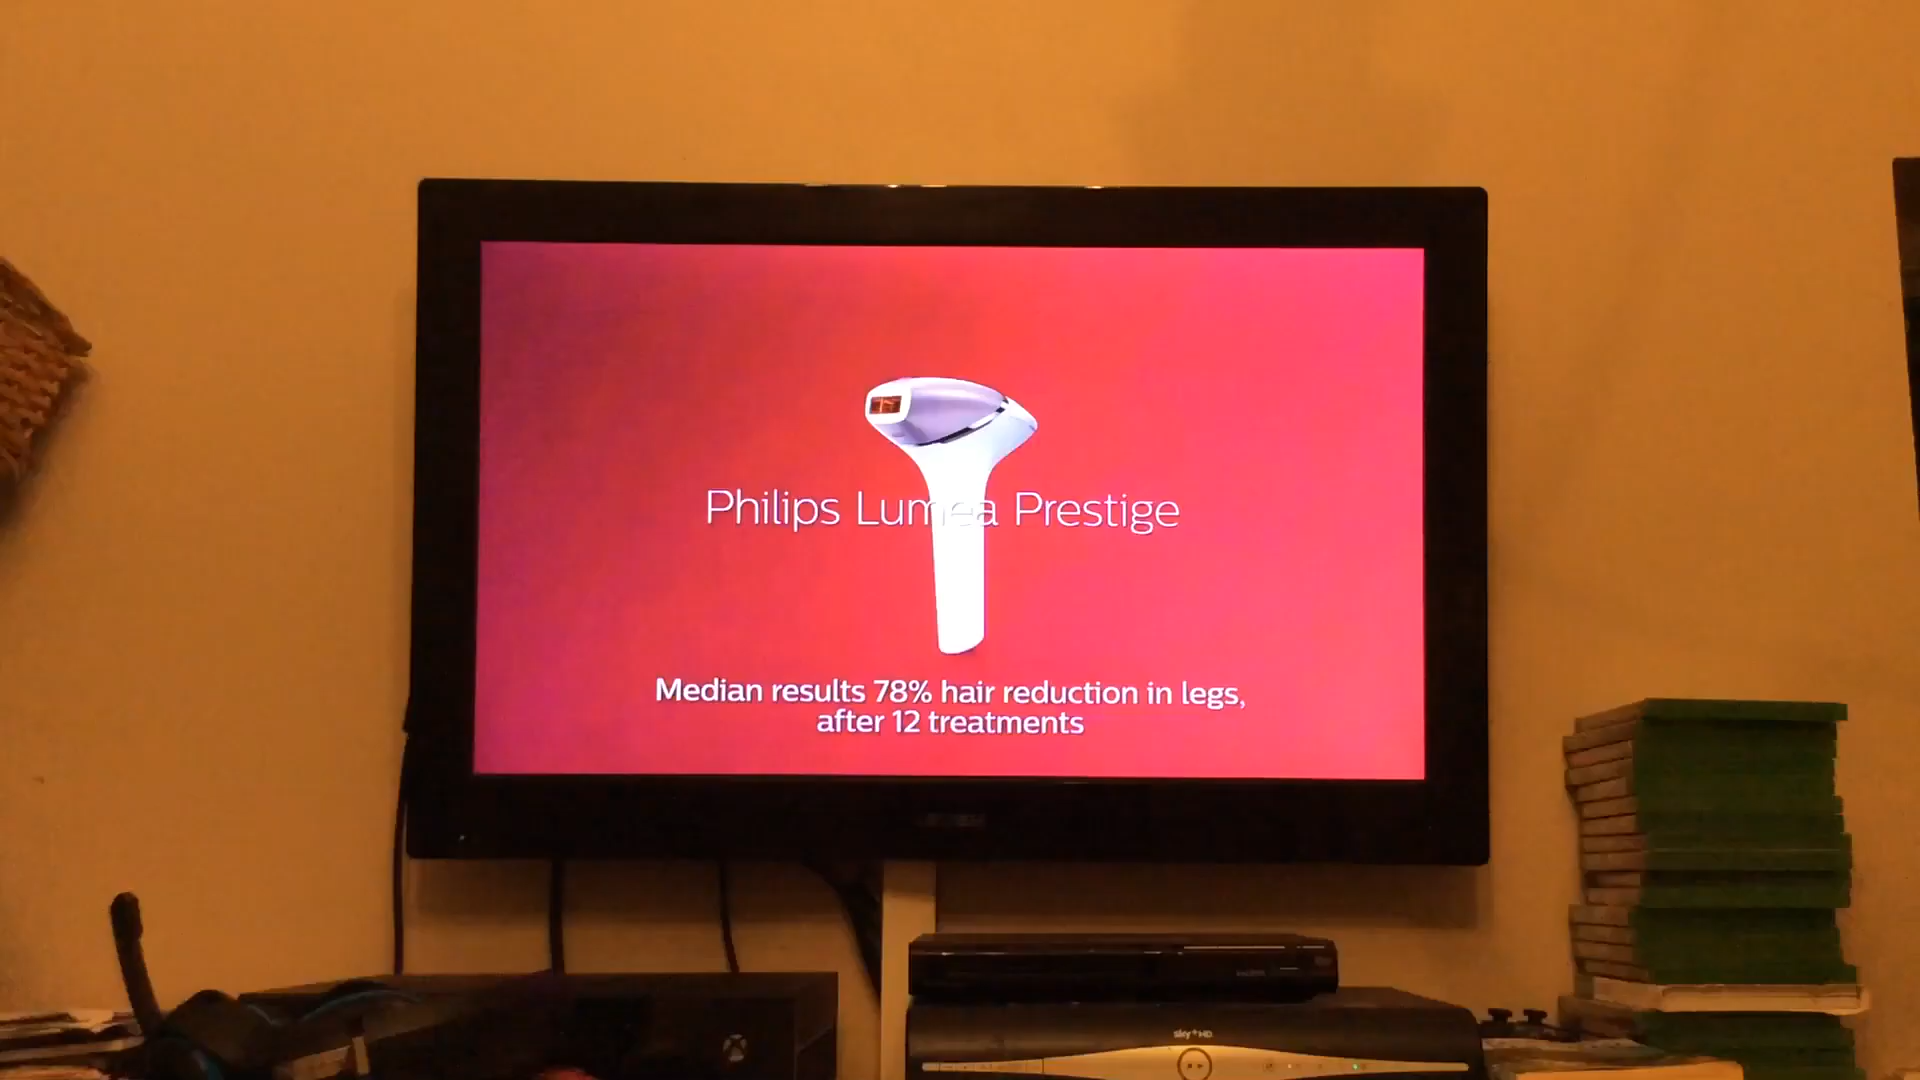 Philips Lumea Prestige
Median results 78% hair reduction in legs,
after 12 treatments
sky+HD